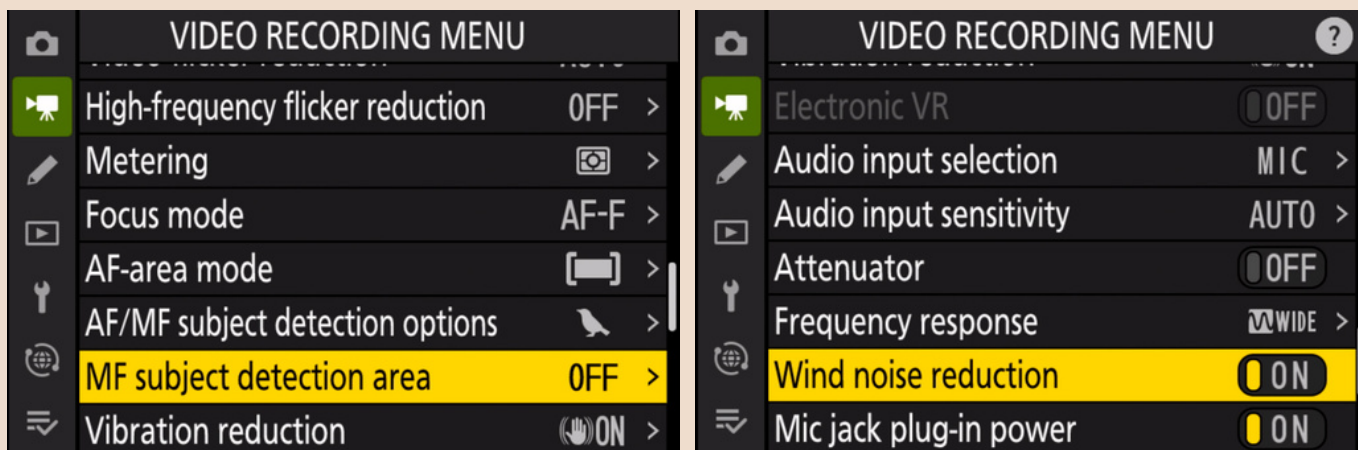 VIDEO RECORDING MENU
High-frequency flicker reduction OFF >
Metering >
Focus mode AF-F >
AF-area mode >
AF/MF subject detection options >
MF subject detection area OFF >
Vibration reduction ON >
VIDEO RECORDING MENU ?
Electronic VR OFF
Audio input selection MIC >
Audio input sensitivity AUTO >
Attenuator OFF
Frequency response WIDE >
Wind noise reduction ON
Mic jack plug-in power ON